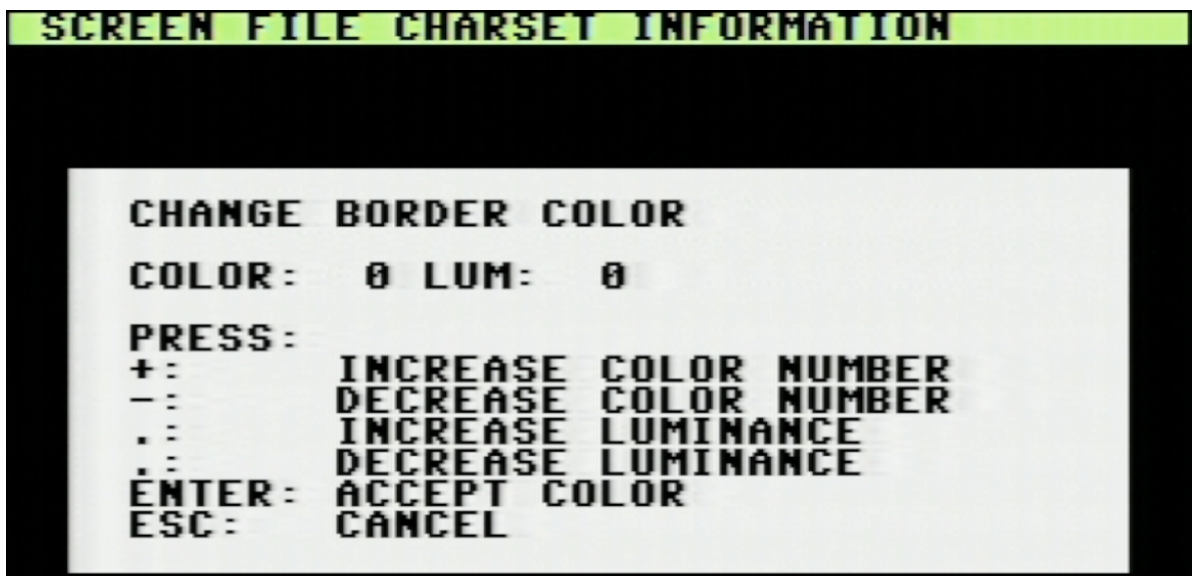 SCREEN FILE CHARSET INFORMATION
CHANGE BORDER COLOR
COLOR: 0 LUM: 0
PRESS:
+: INCREASE COLOR NUMBER
-: DECREASE COLOR NUMBER
.: INCREASE LUMINANCE
,: DECREASE LUMINANCE
ENTER: ACCEPT COLOR
ESC: CANCEL